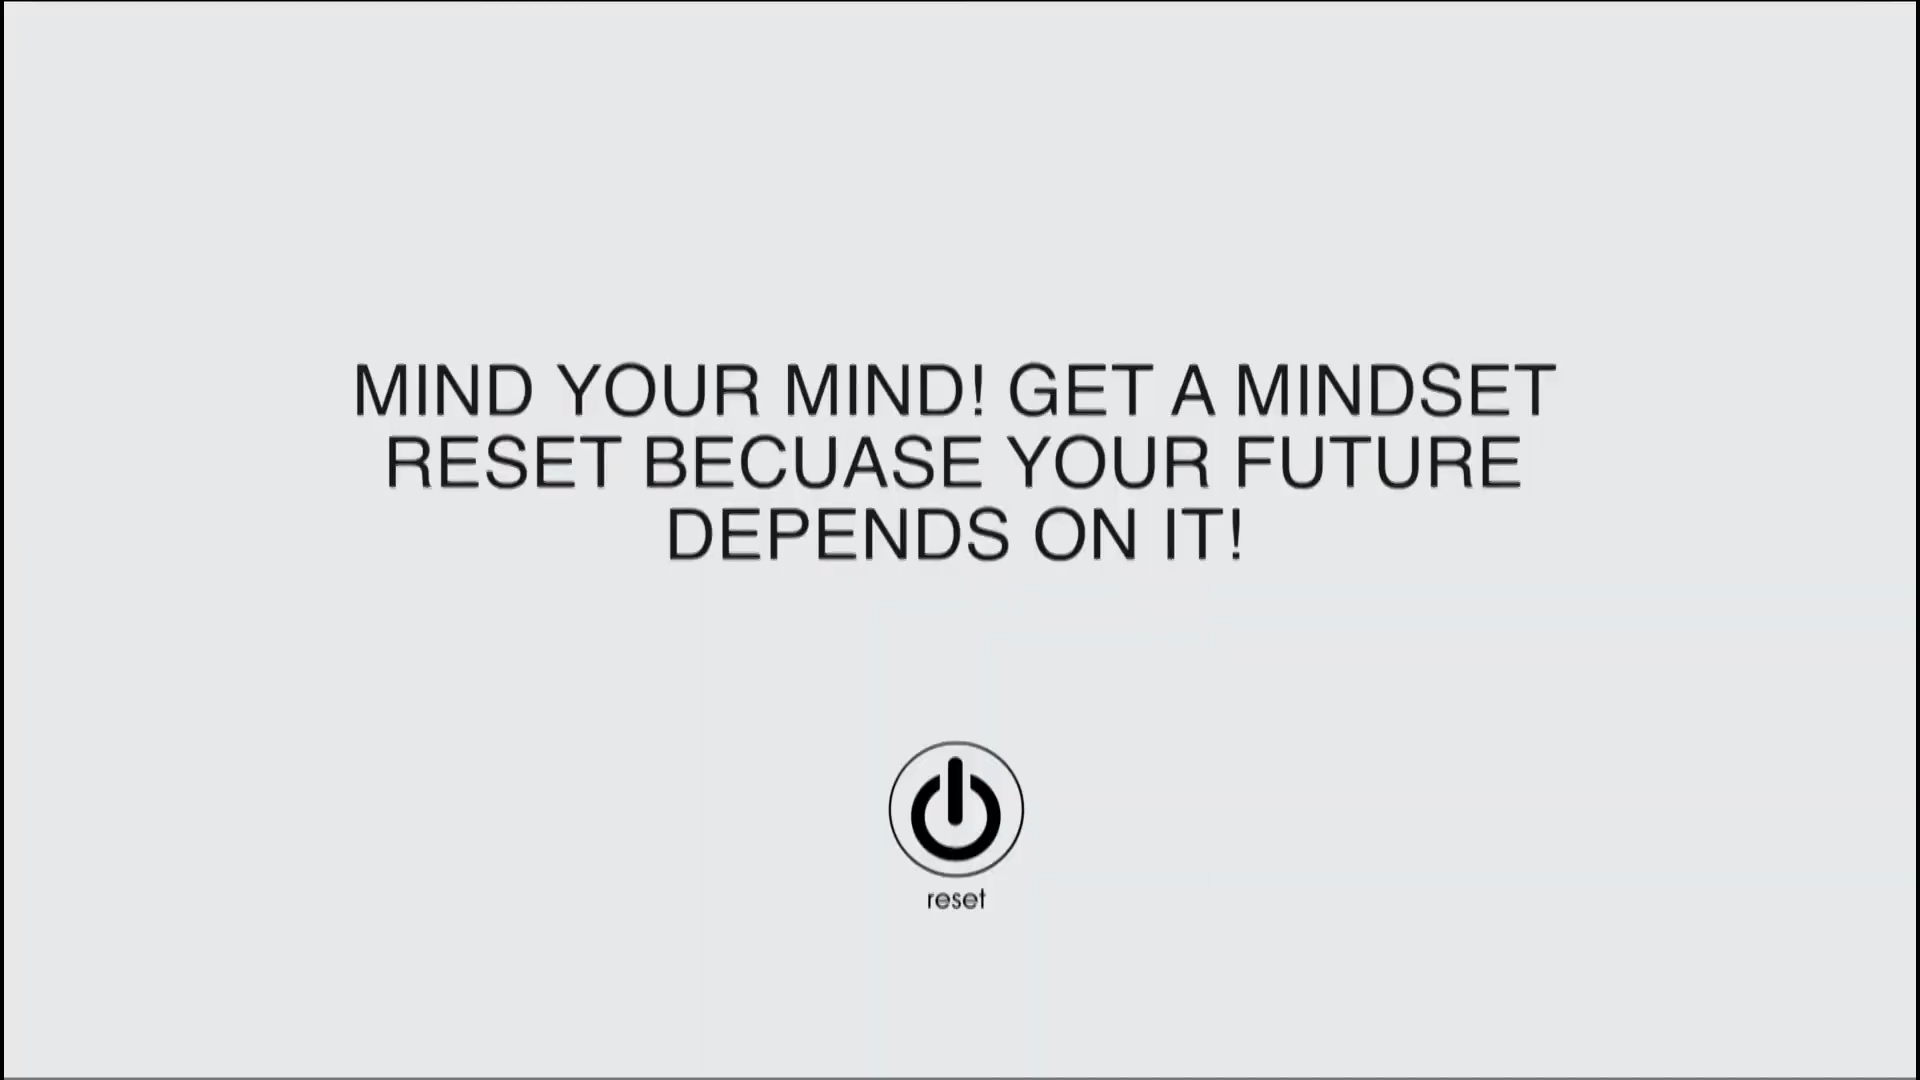 MIND YOUR MIND! GET A MINDSET
RESET BECUASE YOUR FUTURE
DEPENDS ON IT!
reset